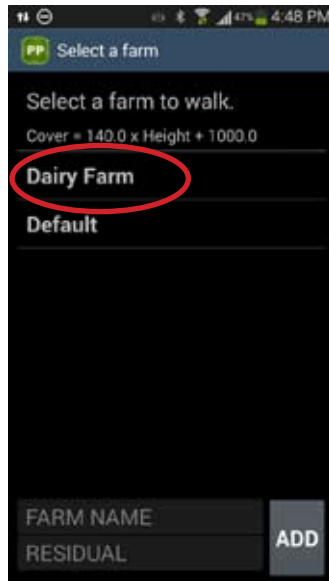 47% 4:48 PM
PP Select a farm
Select a farm to walk.
Cover = 140.0 x Height + 1000.0
Dairy Farm
Default
FARM NAME
RESIDUAL
ADD